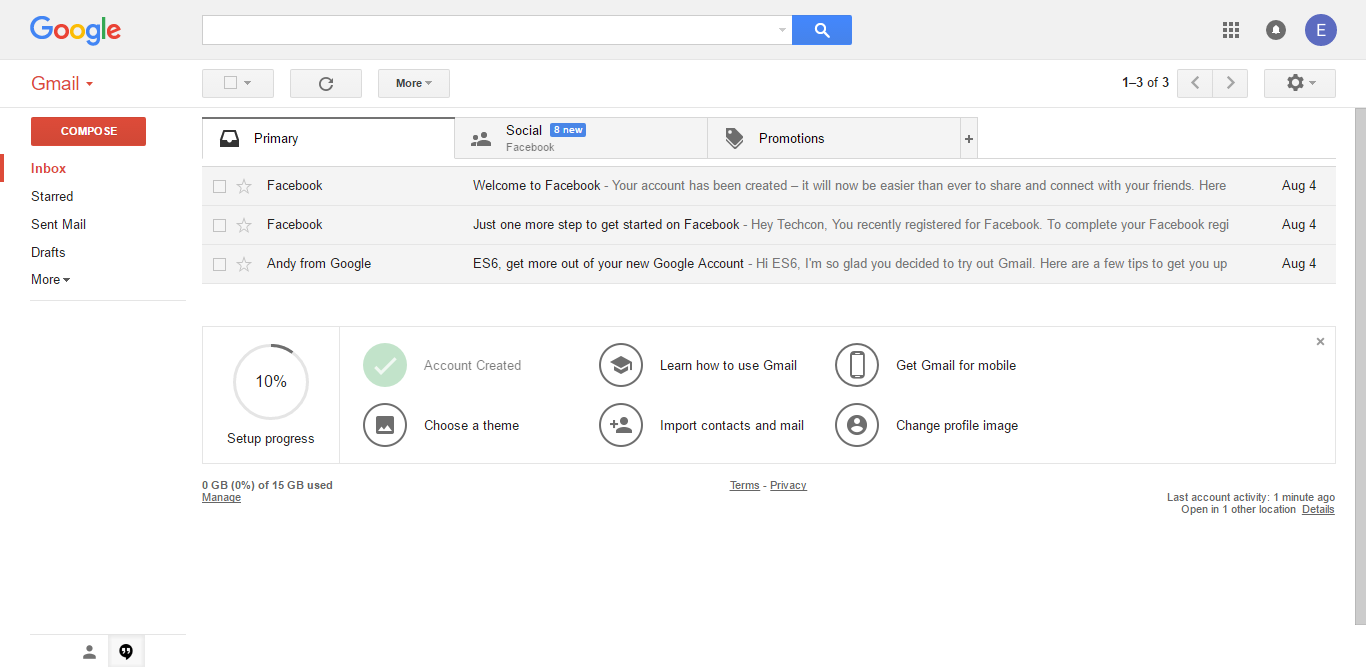 Google
E
Gmail
More
1–3 of 3
COMPOSE
Inbox
Starred
Sent Mail
Drafts
More
Primary
Social 8 new
Facebook
Promotions
+
Facebook Welcome to Facebook - Your account has been created – it will now be easier than ever to share and connect with your friends. Here Aug 4
Facebook Just one more step to get started on Facebook - Hey Techcon, You recently registered for Facebook. To complete your Facebook regi Aug 4
Andy from Google ES6, get more out of your new Google Account - Hi ES6, I'm so glad you decided to try out Gmail. Here are a few tips to get you up Aug 4
10%
Setup progress
Account Created
Learn how to use Gmail
Get Gmail for mobile
Choose a theme
Import contacts and mail
Change profile image
0 GB (0%) of 15 GB used
Manage
Terms - Privacy
Last account activity: 1 minute ago
Open in 1 other location Details